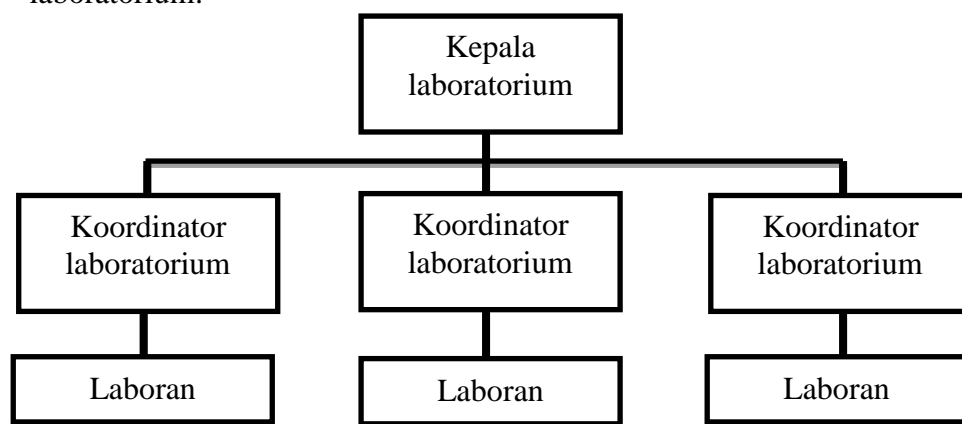 laboratorium.
Kepala
laboratorium
Koordinator
laboratorium
Koordinator
laboratorium
Koordinator
laboratorium
Laboran
Laboran
Laboran